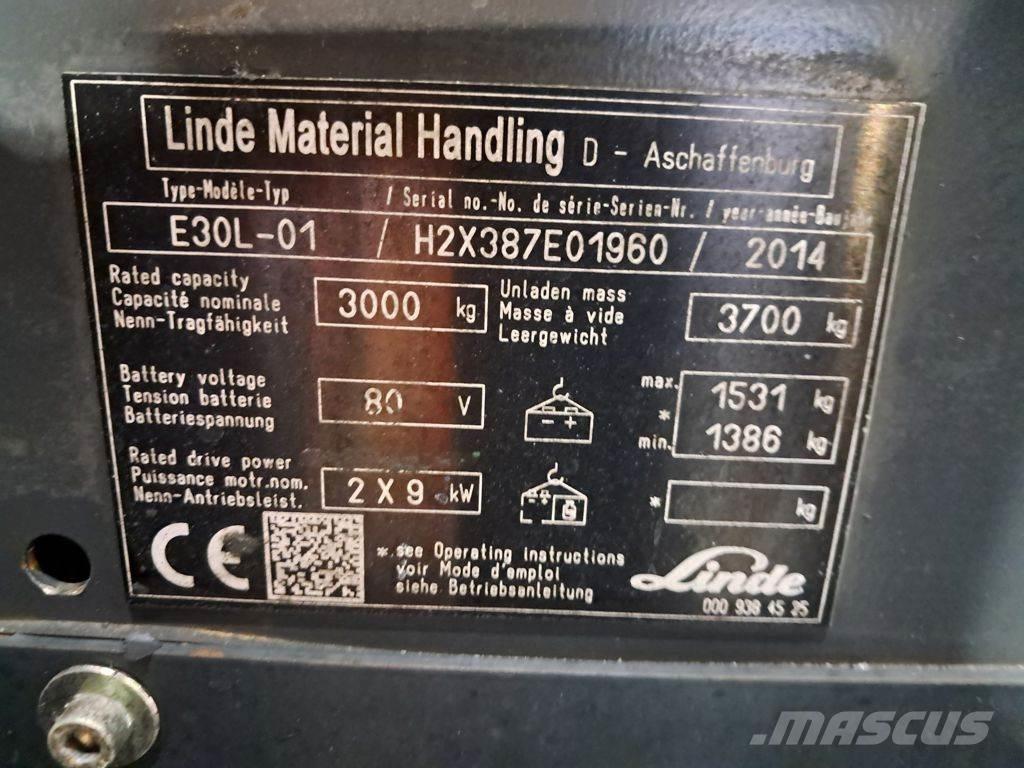 Linde Material Handling D - Aschaffenburg
Type-Modèle-Typ / Serial no.-No. de série-Serien-Nr. / year-année-Baujahr
E30L-01 / H2X387E01960 / 2014
Rated capacity
Capacité nominale
Nenn-Tragfähigkeit
3000 kg
Unladen mass
Masse à vide
Leergewicht
3700 kg
Battery voltage
Tension batterie
Batteriespannung
80 V
- +
max. 1531 kg
*
min. 1386 kg
Rated drive power
Puissance motr.nom.
Nenn-Antriebsleist.
2 X 9 kW
* kg
CE
*.see Operating instructions
voir Mode d'emploi
siehe Betriebsanleitung
Linde
000 938 45 25
MASCUS